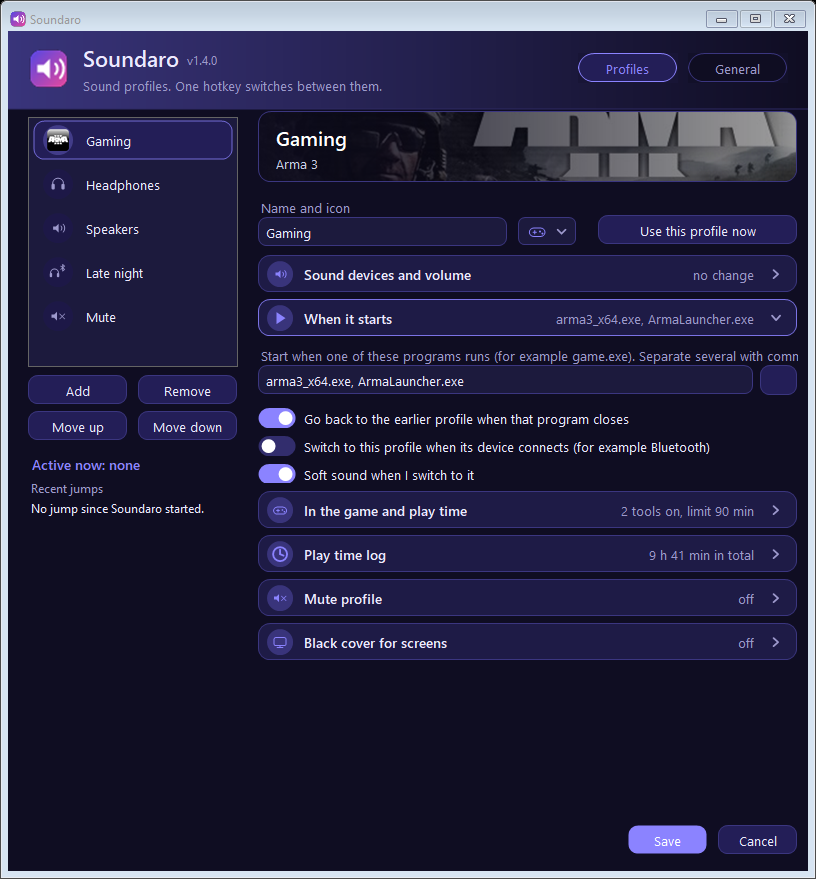 Soundaro
Soundaro v1.4.0
Sound profiles. One hotkey switches between them.
Profiles
General
Gaming
Headphones
Speakers
Late night
Mute
Add
Remove
Move up
Move down
Active now: none
Recent jumps
No jump since Soundaro started.
Gaming
Arma 3
ARMA
III
Name and icon
Gaming
Use this profile now
Sound devices and volume no change
When it starts arma3_x64.exe, ArmaLauncher.exe
Start when one of these programs runs (for example game.exe). Separate several with comm
arma3_x64.exe, ArmaLauncher.exe
Go back to the earlier profile when that program closes
Switch to this profile when its device connects (for example Bluetooth)
Soft sound when I switch to it
In the game and play time 2 tools on, limit 90 min
Play time log 9 h 41 min in total
Mute profile off
Black cover for screens off
Save
Cancel